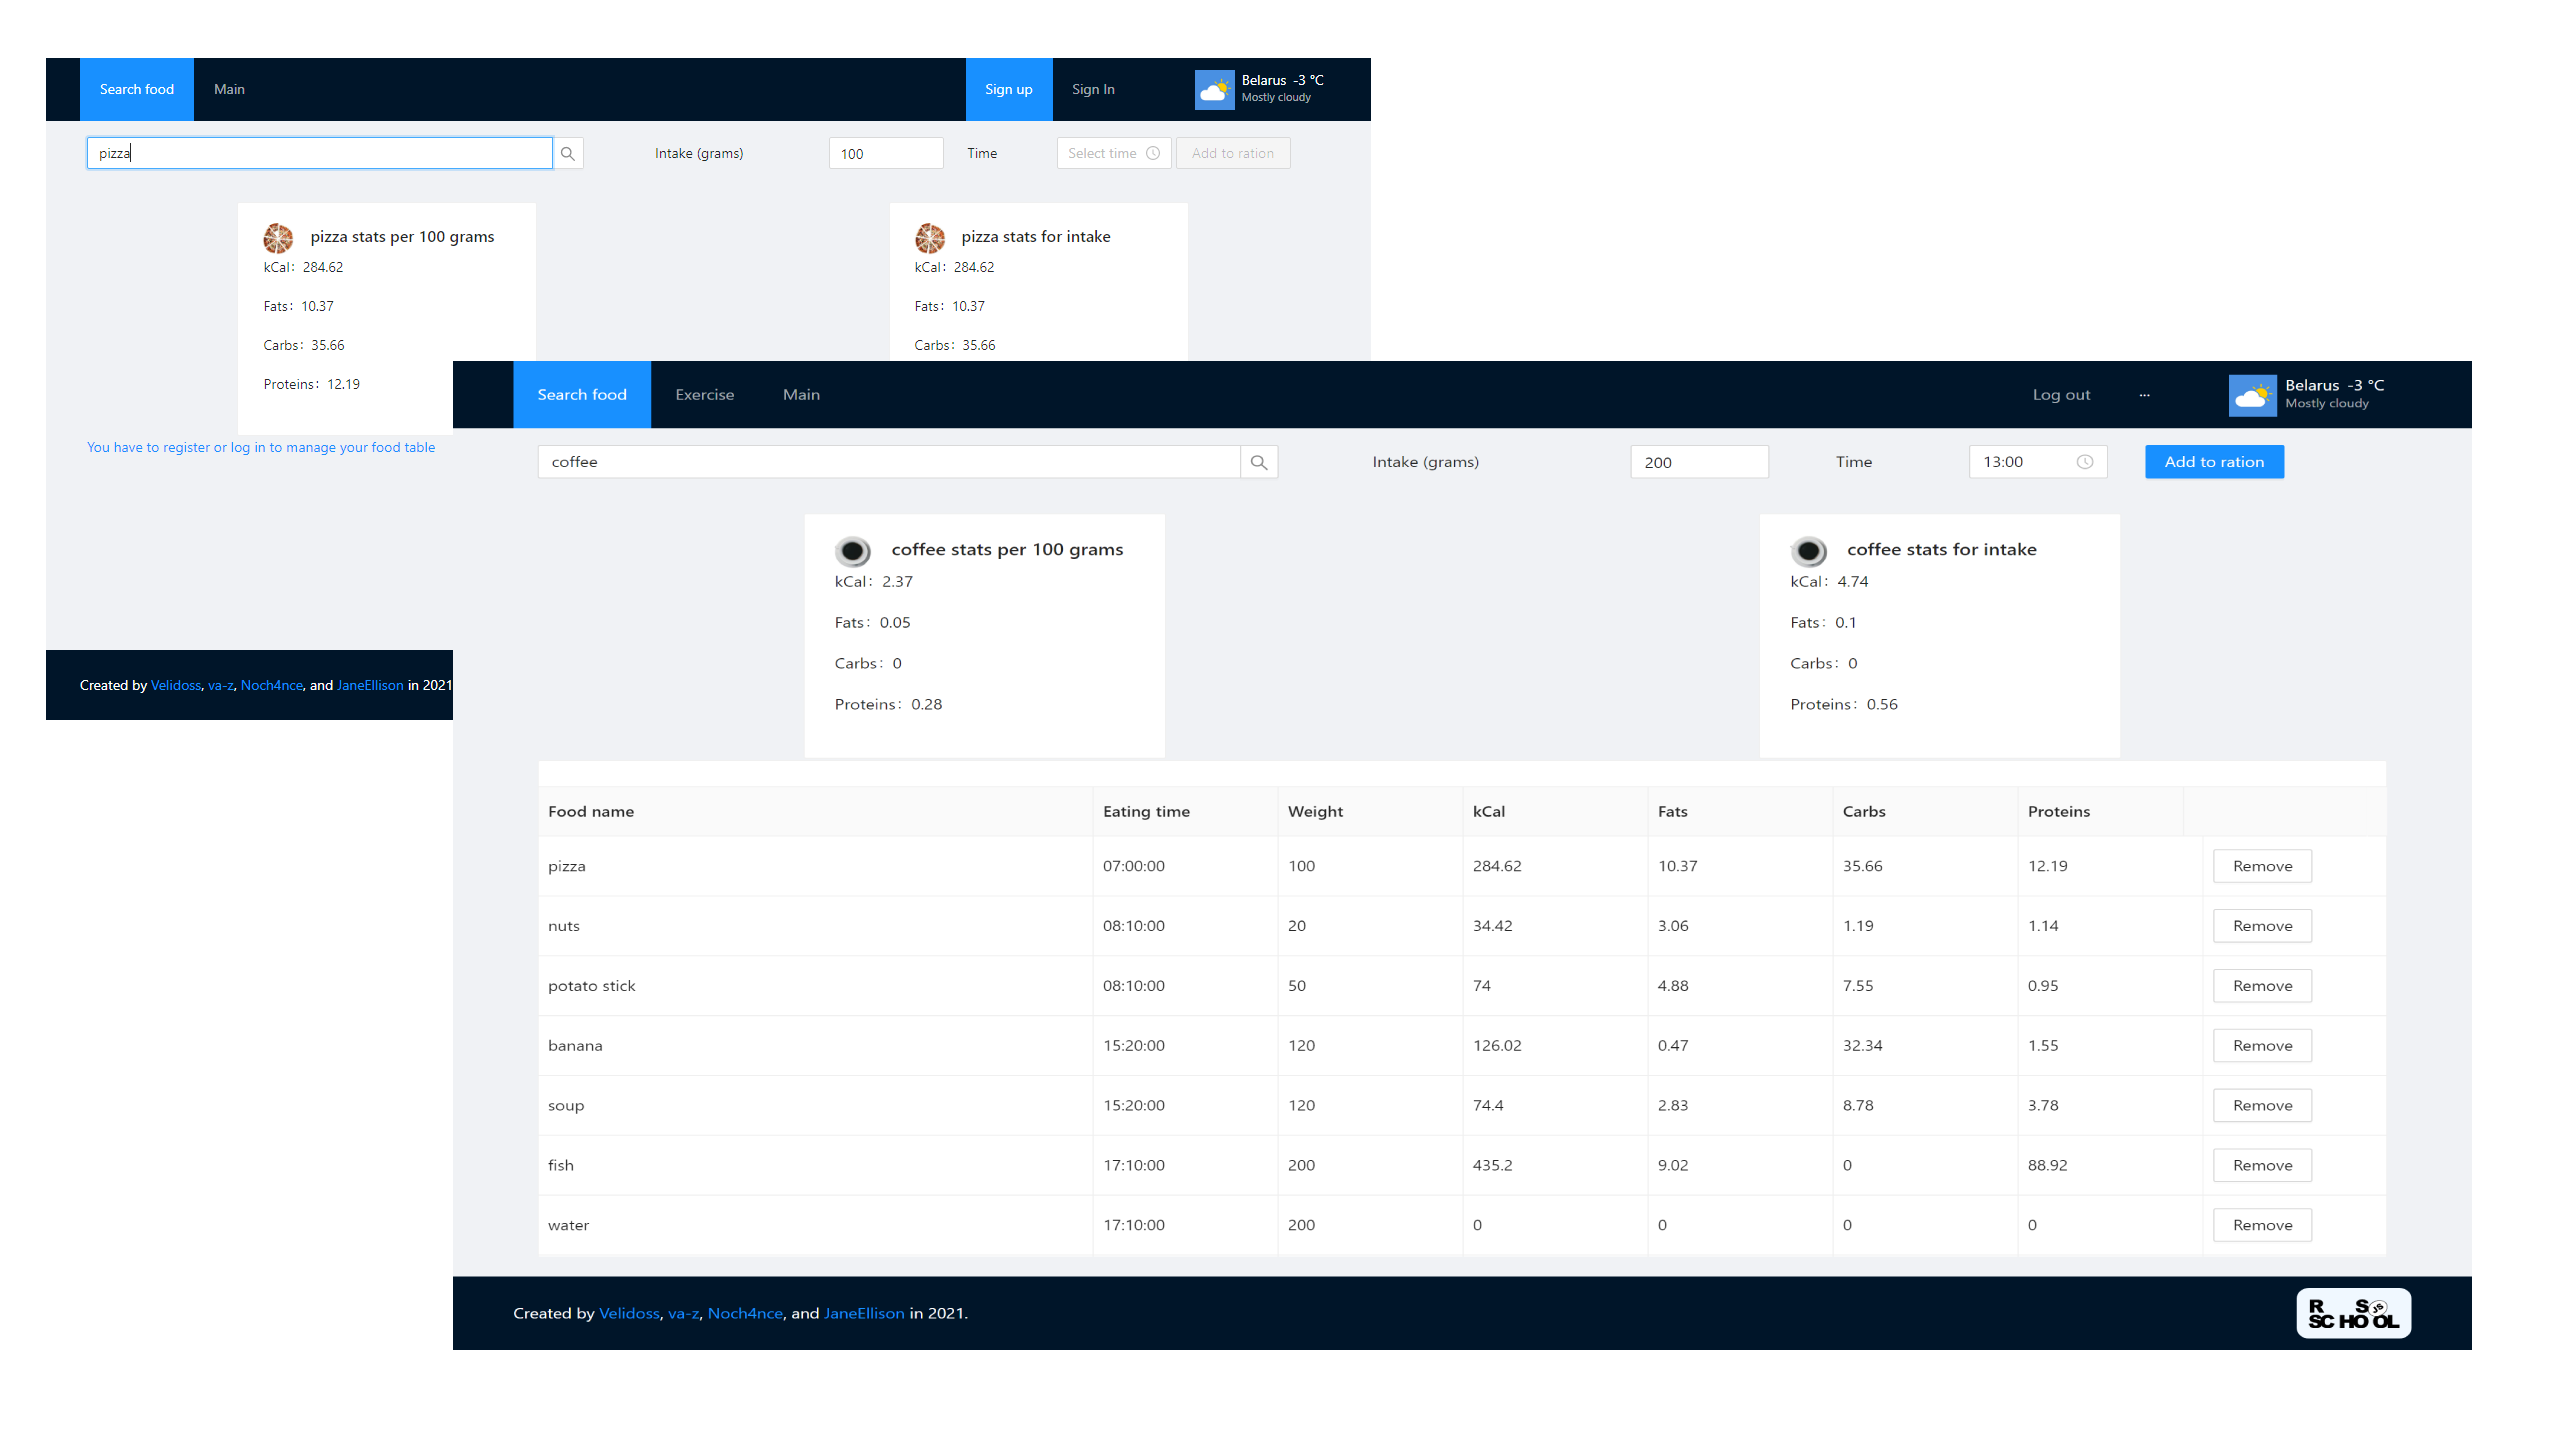 Search food Main Sign up Sign In Belarus -3 °C
Mostly cloudy
pizza Intake (grams) 100 Time Select time Add to ration
pizza stats per 100 grams
kCal: 284.62
Fats: 10.37
Carbs: 35.66
Proteins: 12.19
pizza stats for intake
kCal: 284.62
Fats: 10.37
Carbs: 35.66
You have to register or log in to manage your food table
Created by Velidoss, va-z, Noch4nce, and JaneEllison in 2021
Search food Exercise Main Log out ··· Belarus -3 °C
Mostly cloudy
coffee Intake (grams) 200 Time 13:00 Add to ration
coffee stats per 100 grams
kCal: 2.37
Fats: 0.05
Carbs: 0
Proteins: 0.28
coffee stats for intake
kCal: 4.74
Fats: 0.1
Carbs: 0
Proteins: 0.56
Food name Eating time Weight kCal Fats Carbs Proteins
pizza 07:00:00 100 284.62 10.37 35.66 12.19 Remove
nuts 08:10:00 20 34.42 3.06 1.19 1.14 Remove
potato stick 08:10:00 50 74 4.88 7.55 0.95 Remove
banana 15:20:00 120 126.02 0.47 32.34 1.55 Remove
soup 15:20:00 120 74.4 2.83 8.78 3.78 Remove
fish 17:10:00 200 435.2 9.02 0 88.92 Remove
water 17:10:00 200 0 0 0 0 Remove
Created by Velidoss, va-z, Noch4nce, and JaneEllison in 2021.
R S JS
SCHOOL